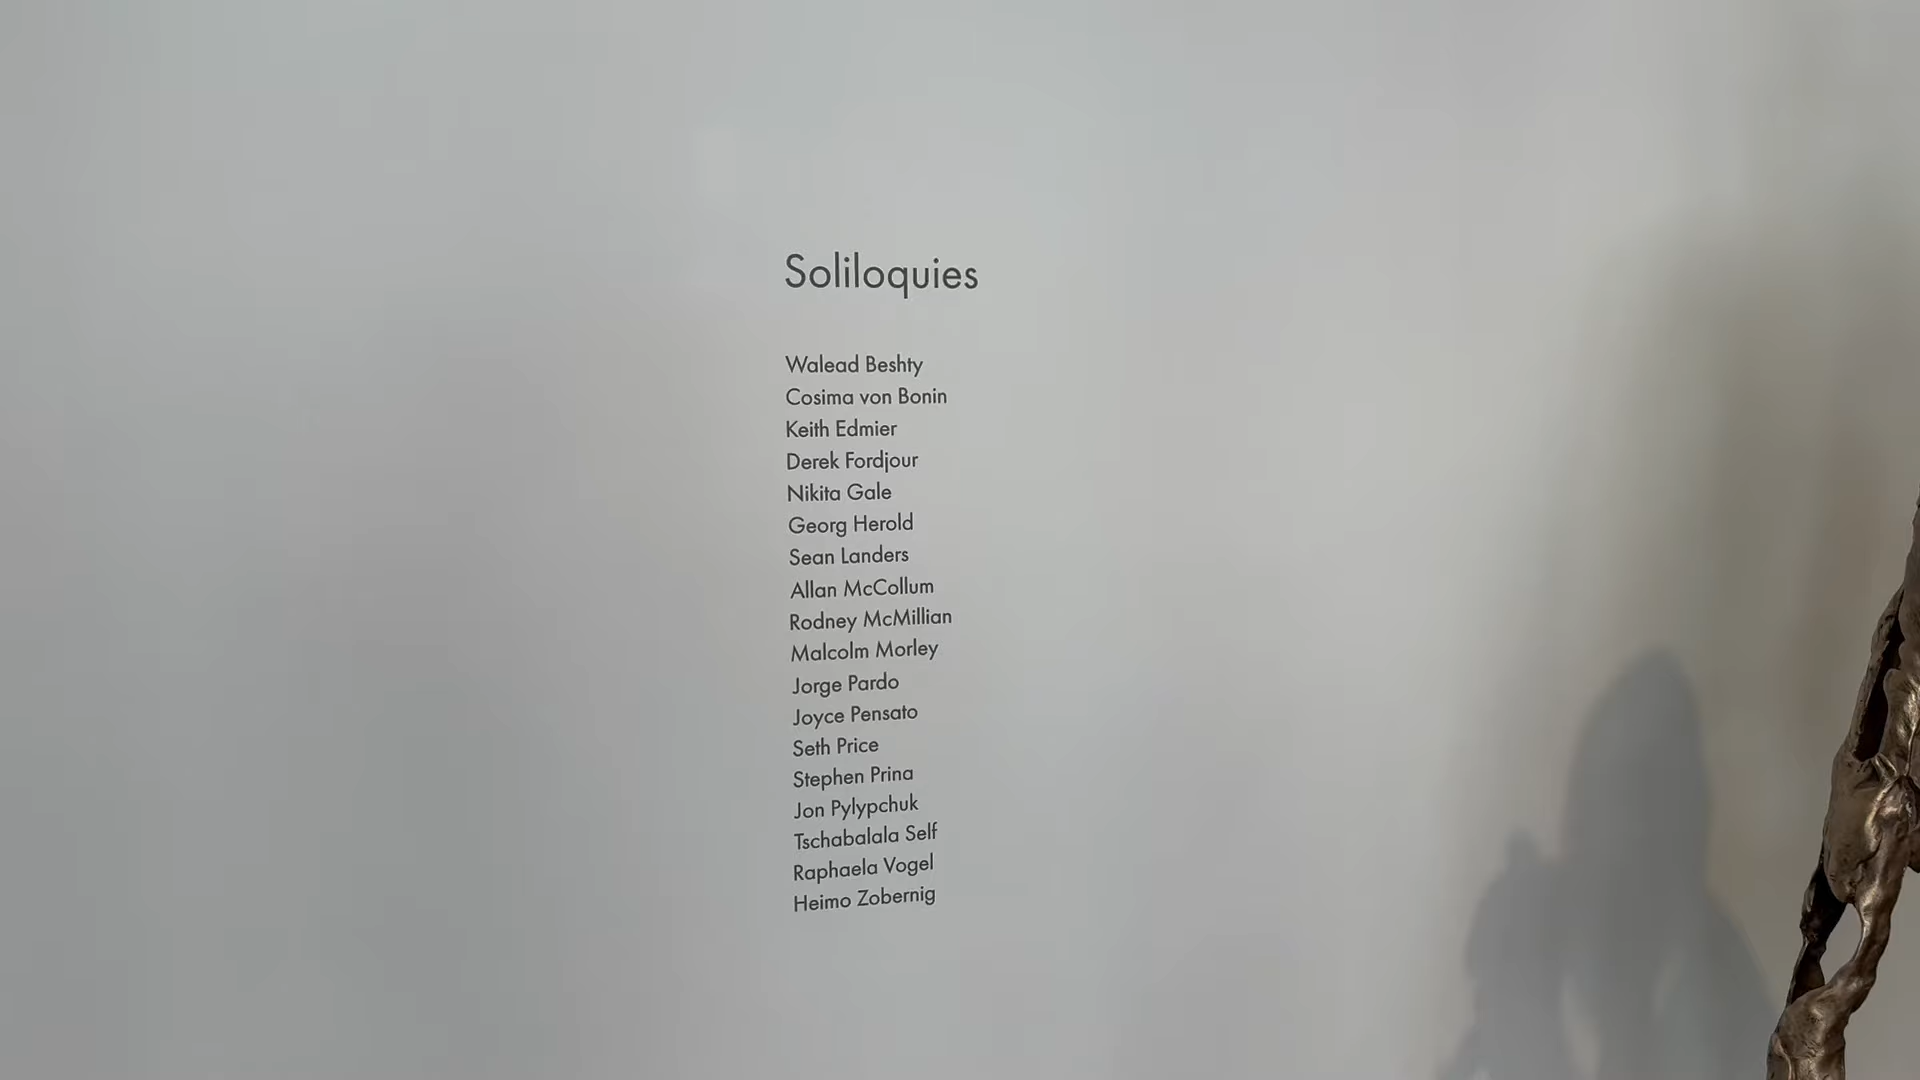 Soliloquies
Walead Beshty
Cosima von Bonin
Keith Edmier
Derek Fordjour
Nikita Gale
Georg Herold
Sean Landers
Allan McCollum
Rodney McMillian
Malcolm Morley
Jorge Pardo
Joyce Pensato
Seth Price
Stephen Prina
Jon Pylypchuk
Tschabalala Self
Raphaela Vogel
Heimo Zobernig